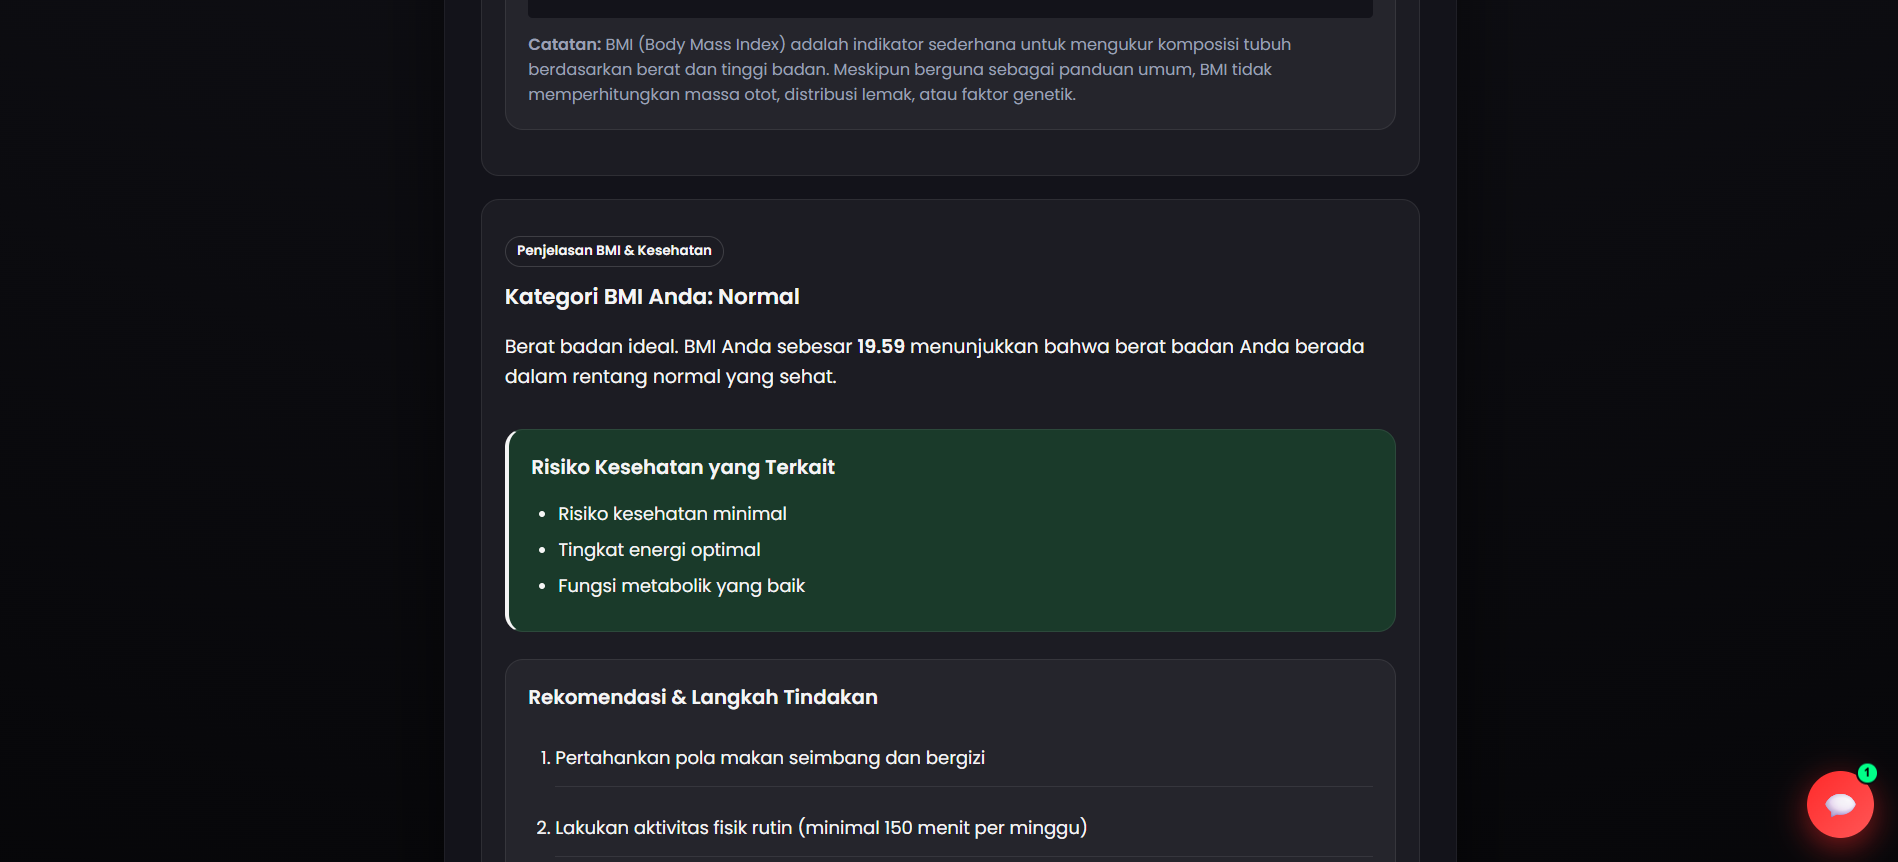 Catatan: BMI (Body Mass Index) adalah indikator sederhana untuk mengukur komposisi tubuh
berdasarkan berat dan tinggi badan. Meskipun berguna sebagai panduan umum, BMI tidak
memperhitungkan massa otot, distribusi lemak, atau faktor genetik.
Penjelasan BMI & Kesehatan
Kategori BMI Anda: Normal
Berat badan ideal. BMI Anda sebesar 19.59 menunjukkan bahwa berat badan Anda berada
dalam rentang normal yang sehat.
Risiko Kesehatan yang Terkait
• Risiko kesehatan minimal
• Tingkat energi optimal
• Fungsi metabolik yang baik
Rekomendasi & Langkah Tindakan
1. Pertahankan pola makan seimbang dan bergizi
2. Lakukan aktivitas fisik rutin (minimal 150 menit per minggu)
1